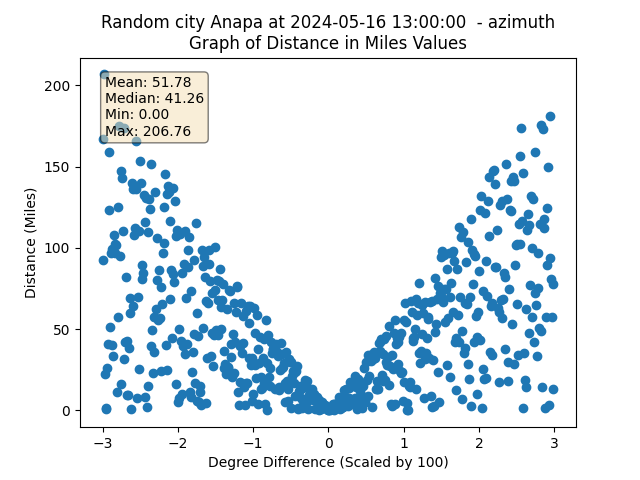 Random city Anapa at 2024-05-16 13:00:00  - azimuth
Graph of Distance in Miles Values
Mean: 51.78
Median: 41.26
Min: 0.00
Max: 206.76
200
150
100
50
0
Distance (Miles)
−3
−2
−1
0
1
2
3
Degree Difference (Scaled by 100)